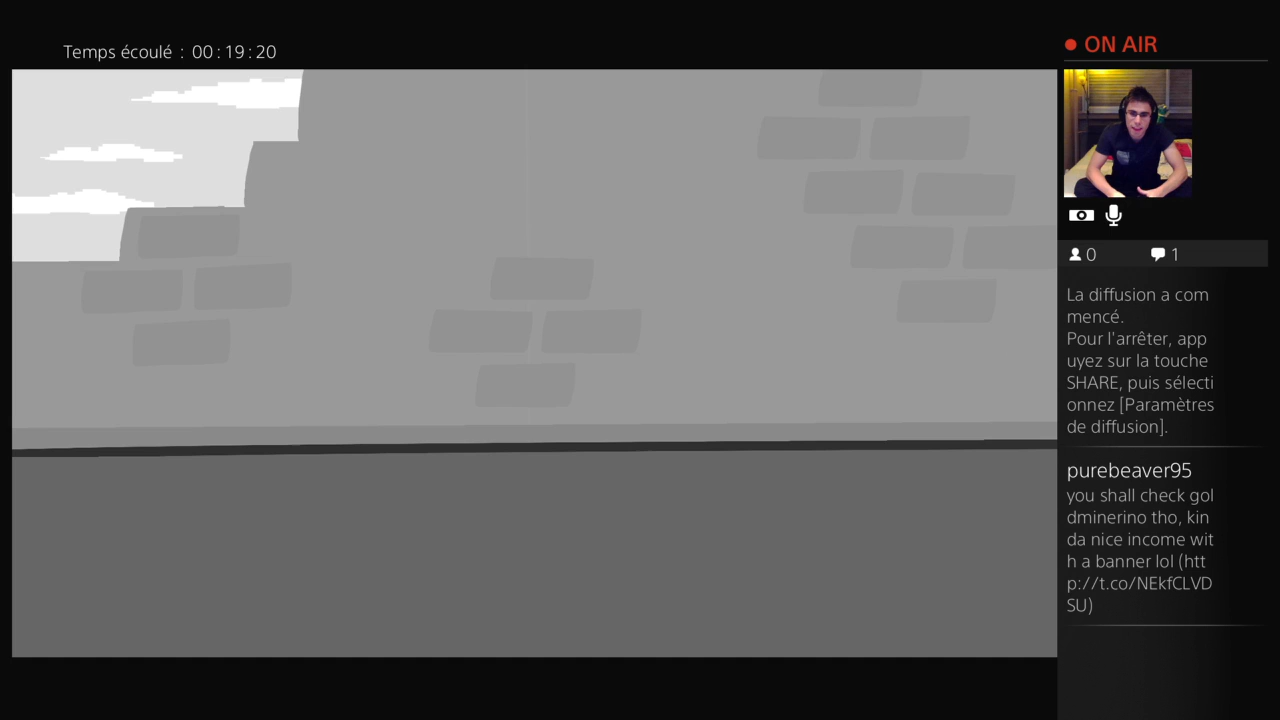 Temps écoulé : 00:19:20
ON AIR
0 1
La diffusion a com
mencé.
Pour l'arrêter, app
uyez sur la touche
SHARE, puis sélecti
onnez [Paramètres
de diffusion].
purebeaver95
you shall check gol
dminerino tho, kin
da nice income wit
h a banner lol (htt
p://t.co/NEkfCLVD
SU)